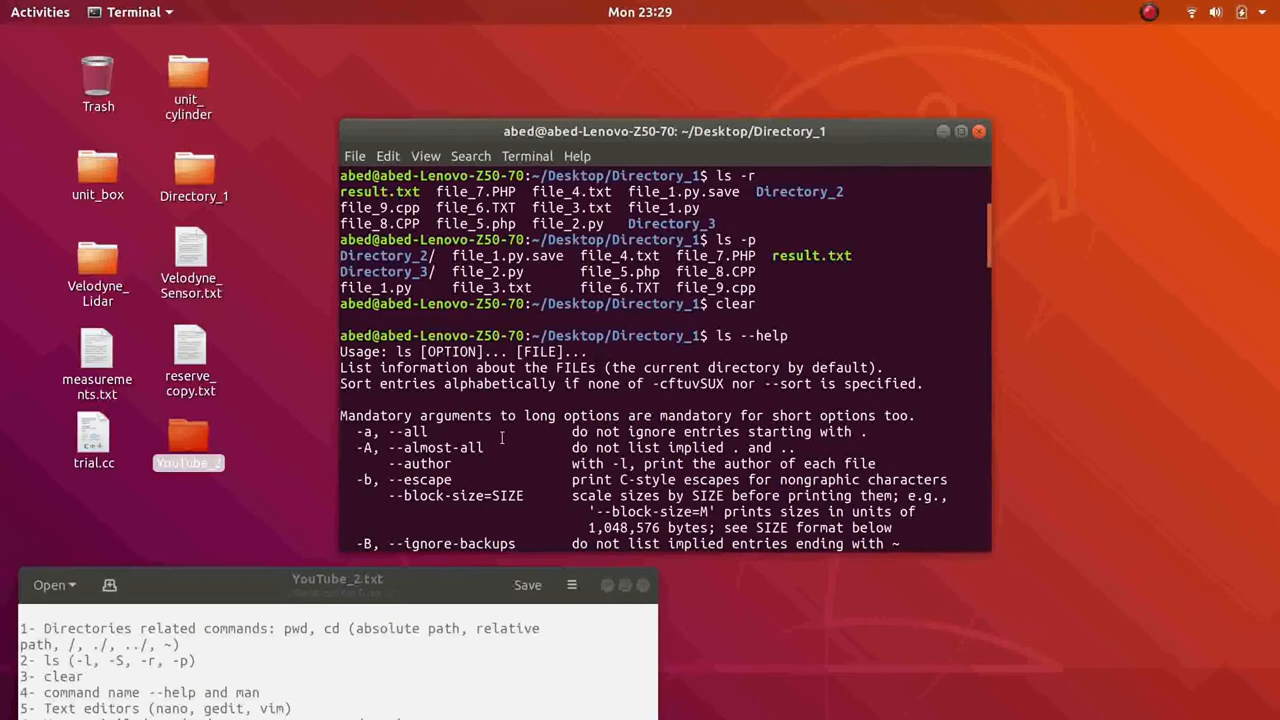 Activities
Terminal
Mon 23:29
Trash
unit_
cylinder
unit_box
Directory_1
Velodyne_
Lidar
Velodyne_
Sensor.txt
measureme
nts.txt
reserve_
copy.txt
trial.cc
YouTube_2
abed@abed-Lenovo-Z50-70: ~/Desktop/Directory_1
File Edit View Search Terminal Help
abed@abed-Lenovo-Z50-70:~/Desktop/Directory_1$ ls -r
result.txt file_7.PHP file_4.txt file_1.py.save Directory_2
file_9.cpp file_6.TXT file_3.txt file_1.py
file_8.CPP file_5.php file_2.py Directory_3
abed@abed-Lenovo-Z50-70:~/Desktop/Directory_1$ ls -p
Directory_2/ file_1.py.save file_4.txt file_7.PHP result.txt
Directory_3/ file_2.py file_5.php file_8.CPP
file_1.py file_3.txt file_6.TXT file_9.cpp
abed@abed-Lenovo-Z50-70:~/Desktop/Directory_1$ clear
abed@abed-Lenovo-Z50-70:~/Desktop/Directory_1$ ls --help
Usage: ls [OPTION]... [FILE]...
List information about the FILEs (the current directory by default).
Sort entries alphabetically if none of -cftuvSUX nor --sort is specified.
Mandatory arguments to long options are mandatory for short options too.
-a, --all do not ignore entries starting with .
-A, --almost-all do not list implied . and ..
--author with -l, print the author of each file
-b, --escape print C-style escapes for nongraphic characters
--block-size=SIZE scale sizes by SIZE before printing them; e.g.,
'--block-size=M' prints sizes in units of
1,048,576 bytes; see SIZE format below
-B, --ignore-backups do not list implied entries ending with ~
Open
YouTube_2.txt
Save
1- Directories related commands: pwd, cd (absolute path, relative
path, /, ./, ../, ~)
2- ls (-l, -S, -r, -p)
3- clear
4- command name --help and man
5- Text editors (nano, gedit, vim)